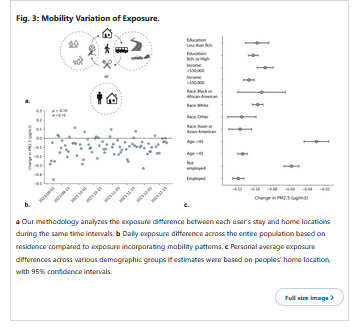 Fig. 3: Mobility Variation of Exposure.
or
a.
Education:
Less than Bch.
Education:
Bch. or High
Income:
<$50,000
Income:
>$50,000
Race: Black or
African-American
Race: White
Race: Other
Race: Asian or
Asian-American
Age: >45
Age: <45
Not
employed
Employed
Change in PM2.5 (µg/m3)
b.
c.
a Our methodology analyzes the exposure difference between each user's stay and home locations
during the same time intervals. b Daily exposure difference across the entire population based on
residence compared to exposure incorporating mobility patterns. c Personal average exposure
differences across various demographic groups if estimates were based on peoples' home location,
with 95% confidence intervals.
Full size image >